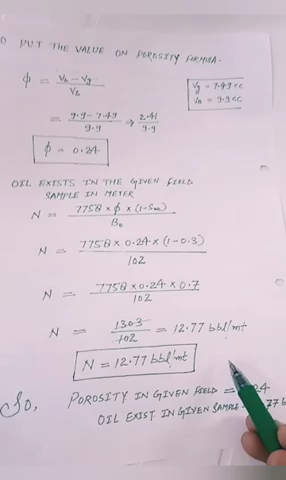 PUT THE VALUE ON POROSITY FORMULA.
ϕ = (Vb - Vg) / Vb
Vg = 7.49 cc
VB = 9.9 cc
= (9.9 - 7.49) / 9.9 ⇒ 2.41 / 9.9
ϕ = 0.24
OIL EXISTS IN THE GIVEN FIELD
SAMPLE IN METER
N = (7758 × ϕ × (1-Sw)) / Bo
N = (7758 × 0.24 × (1-0.3)) / 102
N = (7758 × 0.24 × 0.7) / 102
N = 1303 / 102 = 12.77 bbl/mt
N = 12.77 bbl/mt
SO, POROSITY IN GIVEN FIELD =
OIL EXIST IN GIVEN SAMPLE